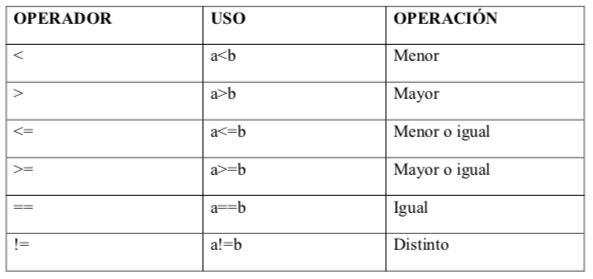 OPERADOR USO OPERACIÓN
< a<b Menor
> a>b Mayor
<= a<=b Menor o igual
>= a>=b Mayor o igual
== a==b Igual
!= a!=b Distinto